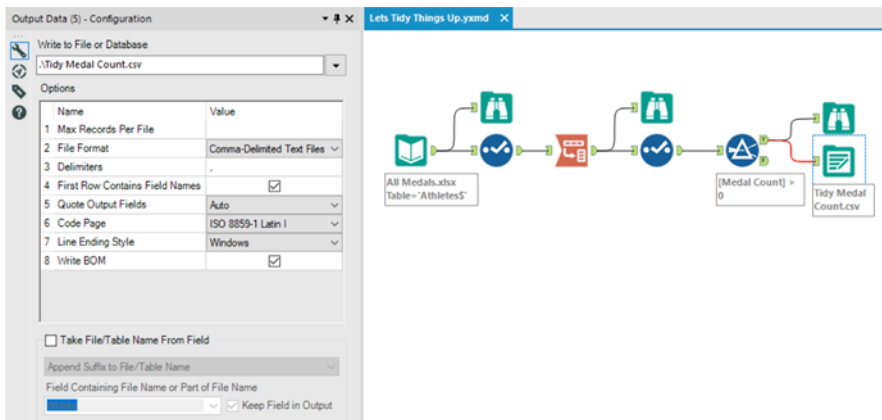 Output Data (5) - Configuration
Write to File or Database
.\Tidy Medal Count.csv
Options
Name Value
1 Max Records Per File
2 File Format Comma-Delimited Text Files
3 Delimiters ,
4 First Row Contains Field Names
5 Quote Output Fields Auto
6 Code Page ISO 8859-1 Latin I
7 Line Ending Style Windows
8 Write BOM
Take File/Table Name From Field
Append Suffix to File/Table Name
Field Containing File Name or Part of File Name
Keep Field in Output
Lets Tidy Things Up.yxmd
All Medals.xlsx
Table=`Athletes$`
[Medal Count] >
0
Tidy Medal
Count.csv